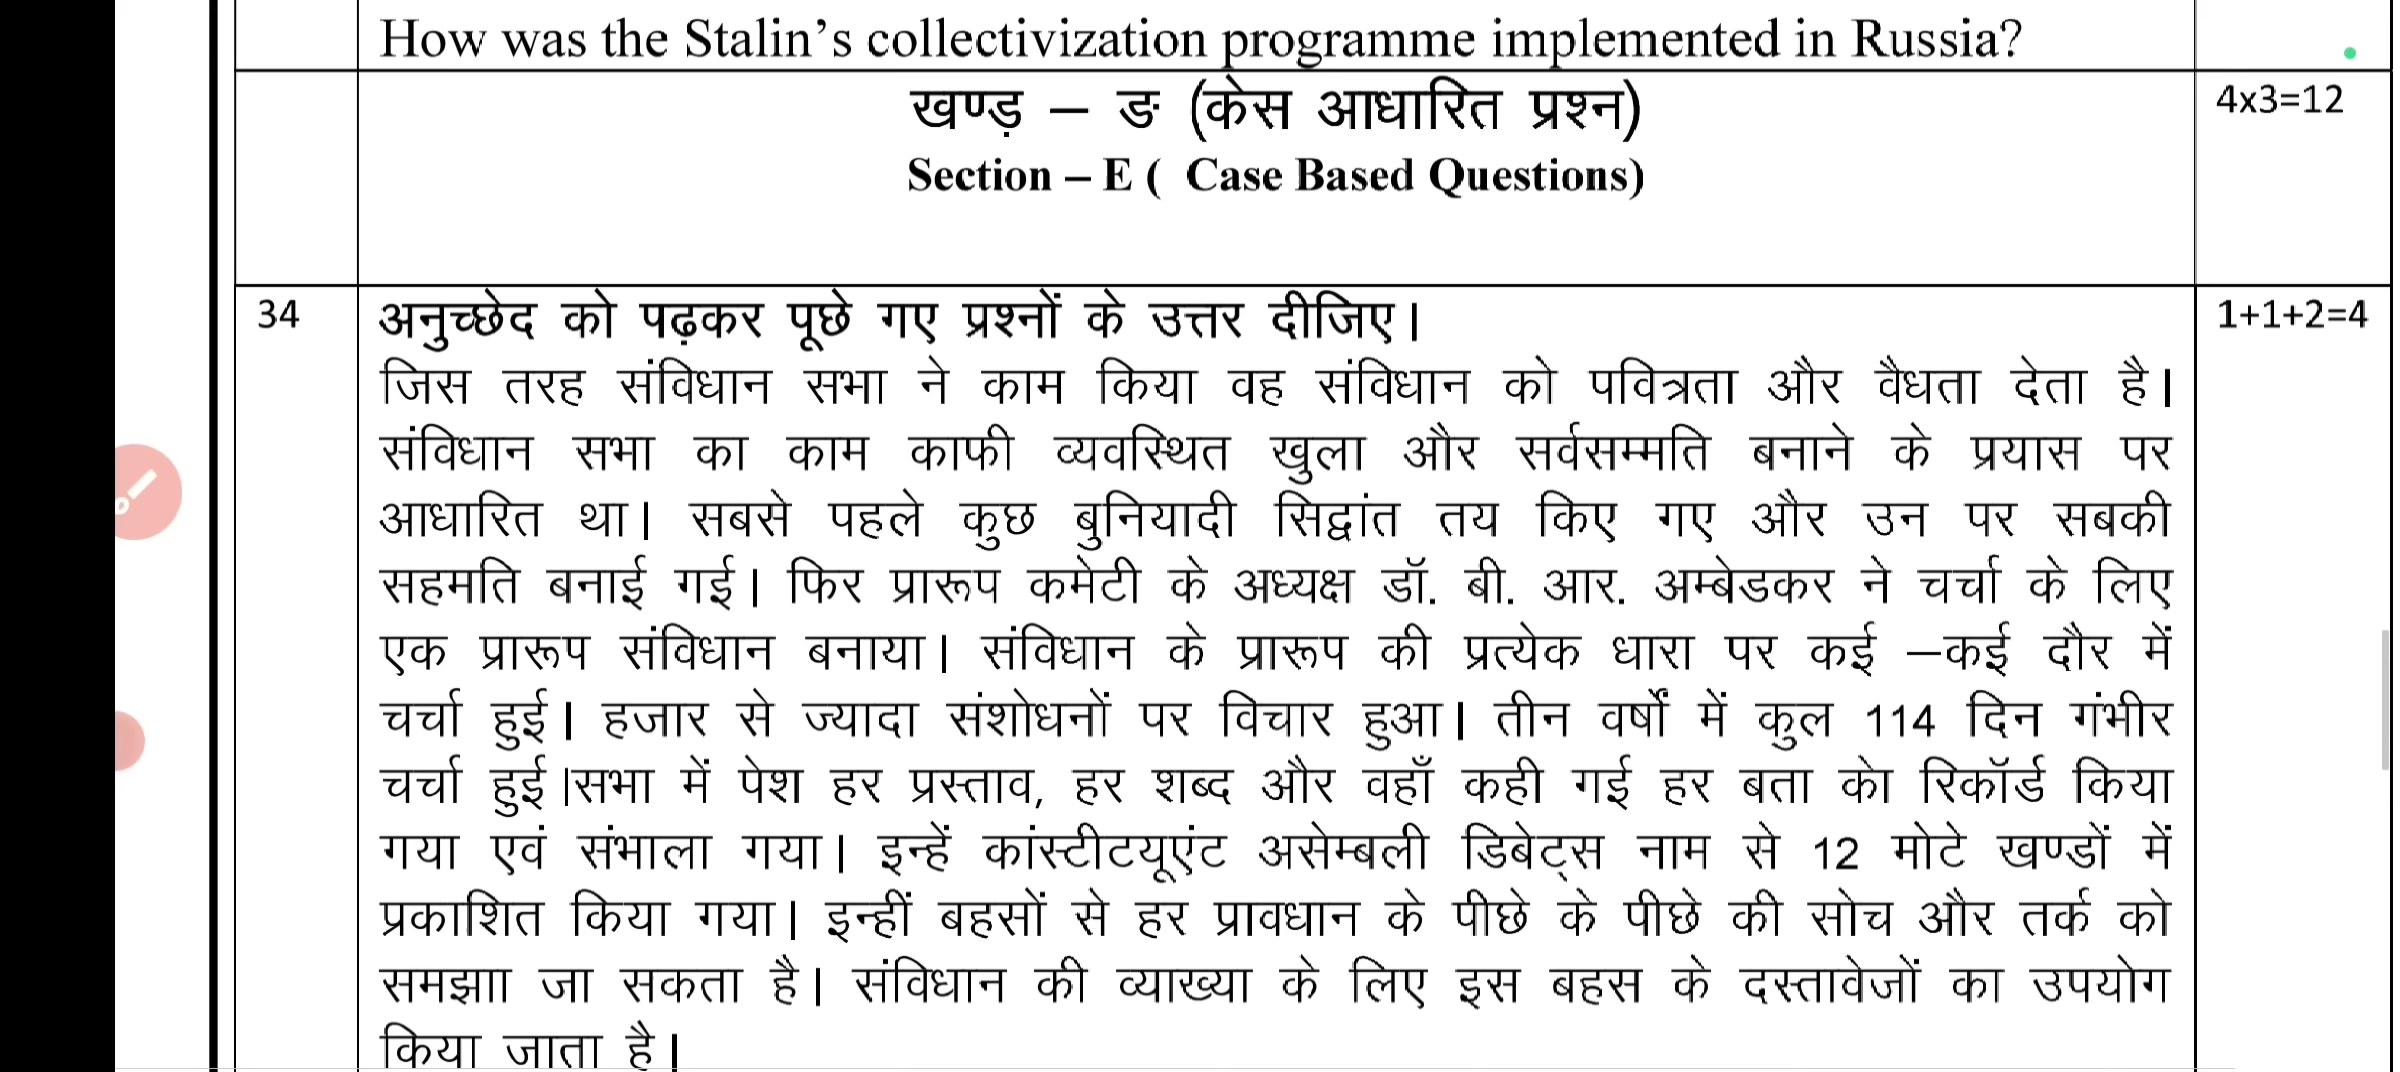 How was the Stalin’s collectivization programme implemented in Russia?
खण्ड़ – ङ (केस आधारित प्रश्न)
4x3=12
Section – E ( Case Based Questions)
34
अनुच्छेद को पढ़कर पूछे गए प्रश्नों के उत्तर दीजिए।
1+1+2=4
जिस तरह संविधान सभा ने काम किया वह संविधान को पवित्रता और वैधता देता है।
संविधान सभा का काम काफी व्यवस्थित खुला और सर्वसम्मति बनाने के प्रयास पर
आधारित था। सबसे पहले कुछ बुनियादी सिद्वांत तय किए गए और उन पर सबकी
सहमति बनाई गई। फिर प्रारूप कमेटी के अध्यक्ष डॉ. बी. आर. अम्बेडकर ने चर्चा के लिए
एक प्रारूप संविधान बनाया। संविधान के प्रारूप की प्रत्येक धारा पर कई –कई दौर में
चर्चा हुई। हजार से ज्यादा संशोधनों पर विचार हुआ। तीन वर्षों में कुल 114 दिन गंभीर
चर्चा हुई।सभा में पेश हर प्रस्ताव, हर शब्द और वहाँ कही गई हर बता केा रिकॉर्ड किया
गया एवं संभाला गया। इन्हें कांस्टीटयूएंट असेम्बली डिबेट्स नाम से 12 मोटे खण्डों में
प्रकाशित किया गया। इन्हीं बहसों से हर प्रावधान के पीछे के पीछे की सोच और तर्क को
समझाा जा सकता है। संविधान की व्याख्या के लिए इस बहस के दस्तावेजों का उपयोग
किया जाता है।